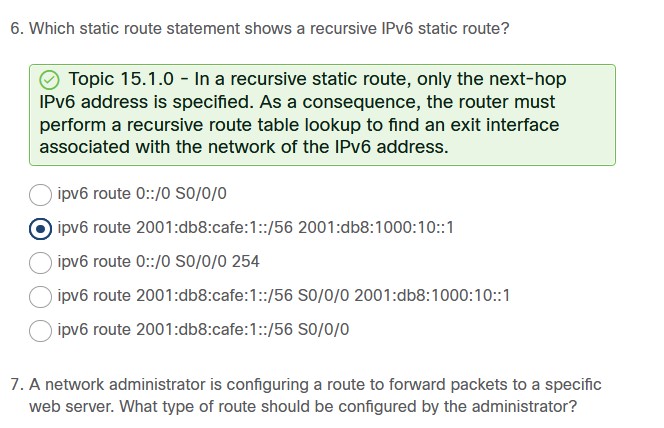 6. Which static route statement shows a recursive IPv6 static route?
Topic 15.1.0 - In a recursive static route, only the next-hop
IPv6 address is specified. As a consequence, the router must
perform a recursive route table lookup to find an exit interface
associated with the network of the IPv6 address.
ipv6 route 0::/0 S0/0/0
ipv6 route 2001:db8:cafe:1::/56 2001:db8:1000:10::1
ipv6 route 0::/0 S0/0/0 254
ipv6 route 2001:db8:cafe:1::/56 S0/0/0 2001:db8:1000:10::1
ipv6 route 2001:db8:cafe:1::/56 S0/0/0
7. A network administrator is configuring a route to forward packets to a specific
web server. What type of route should be configured by the administrator?